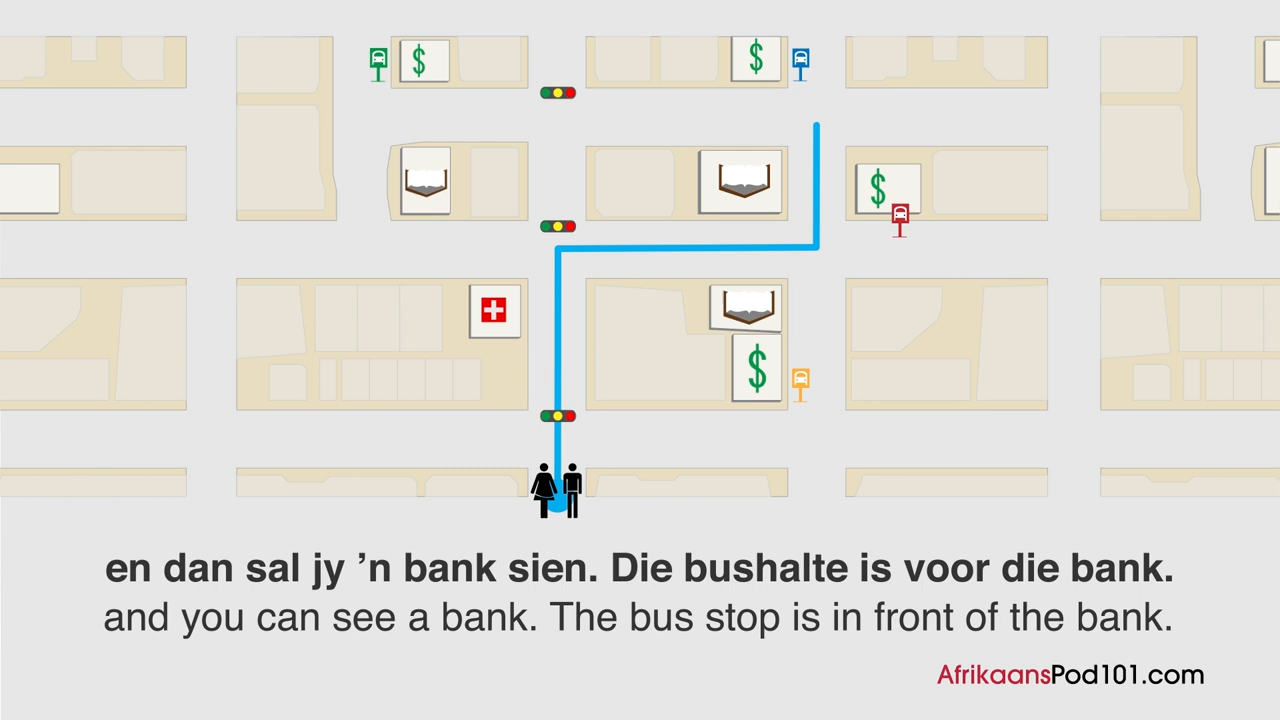 $
$
$
$
en dan sal jy ’n bank sien. Die bushalte is voor die bank.
and you can see a bank. The bus stop is in front of the bank.
AfrikaansPod101.com